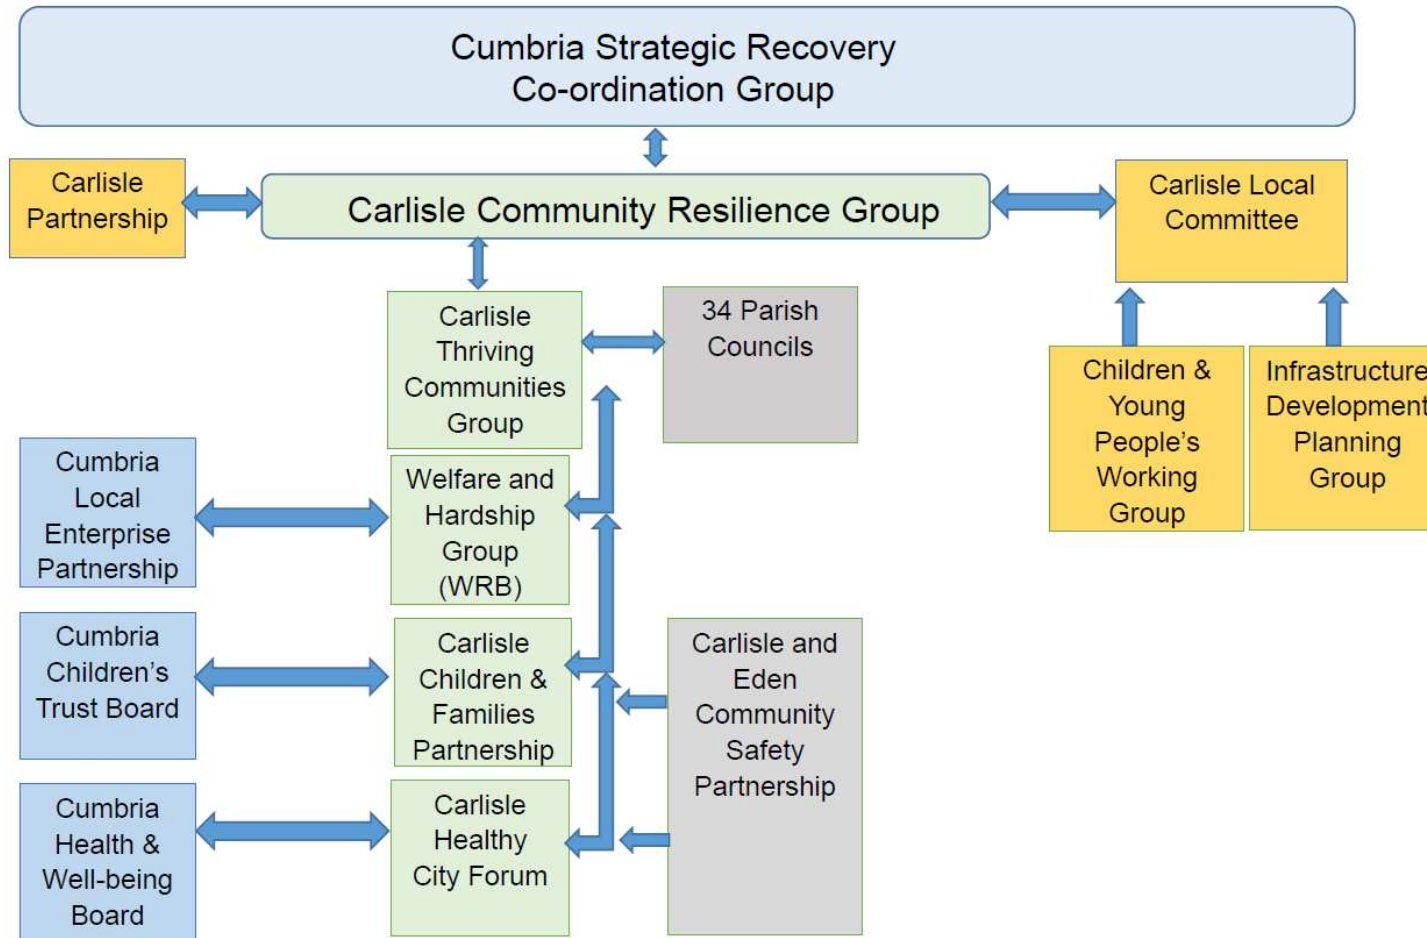 Cumbria Strategic Recovery
Co-ordination Group
Carlisle
Partnership
Carlisle Community Resilience Group
Carlisle Local
Committee
Carlisle
Thriving
Communities
Group
34 Parish
Councils
Children &
Young
People’s
Working
Group
Infrastructure
Development
Planning
Group
Cumbria
Local
Enterprise
Partnership
Welfare and
Hardship
Group
(WRB)
Cumbria
Children’s
Trust Board
Carlisle
Children &
Families
Partnership
Carlisle and
Eden
Community
Safety
Partnership
Cumbria
Health &
Well-being
Board
Carlisle
Healthy
City Forum